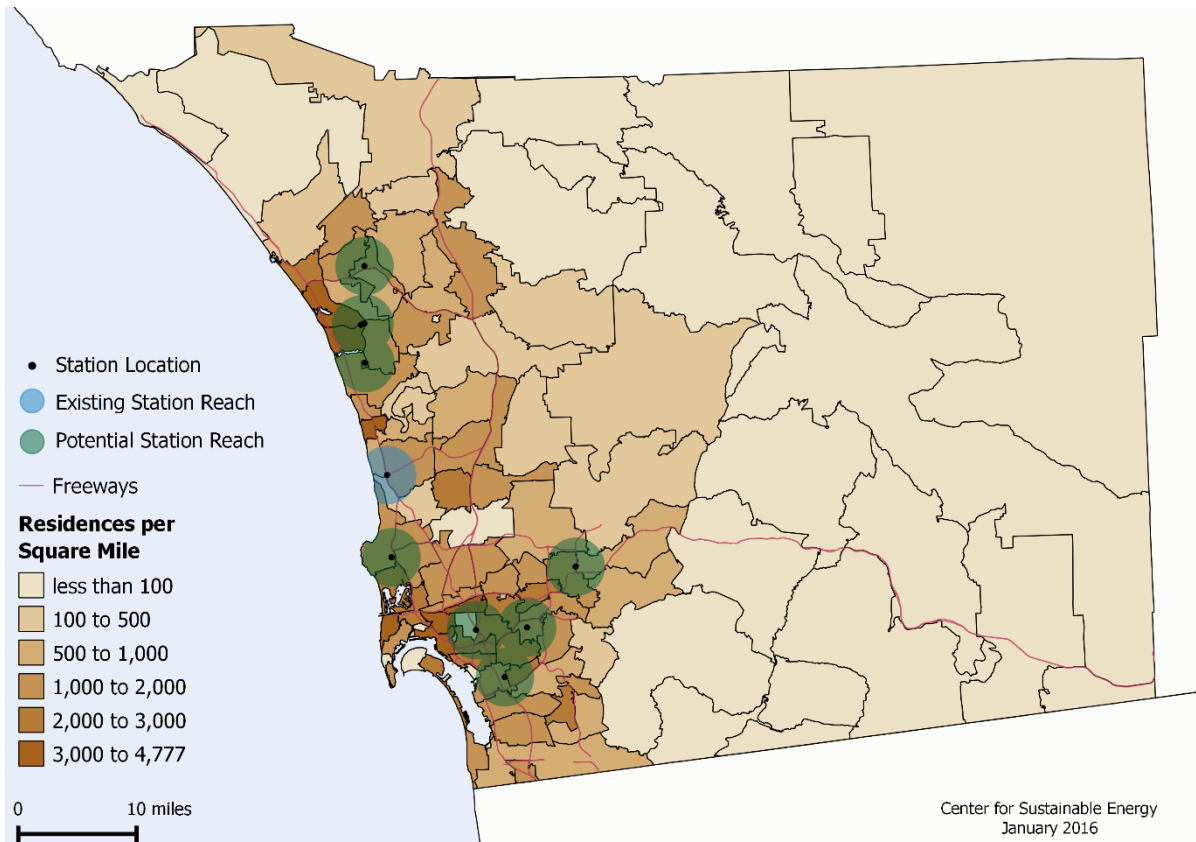 Station Location
Existing Station Reach
Potential Station Reach
Freeways
Residences per
Square Mile
less than 100
100 to 500
500 to 1,000
1,000 to 2,000
2,000 to 3,000
3,000 to 4,777
0 10 miles
Center for Sustainable Energy
January 2016